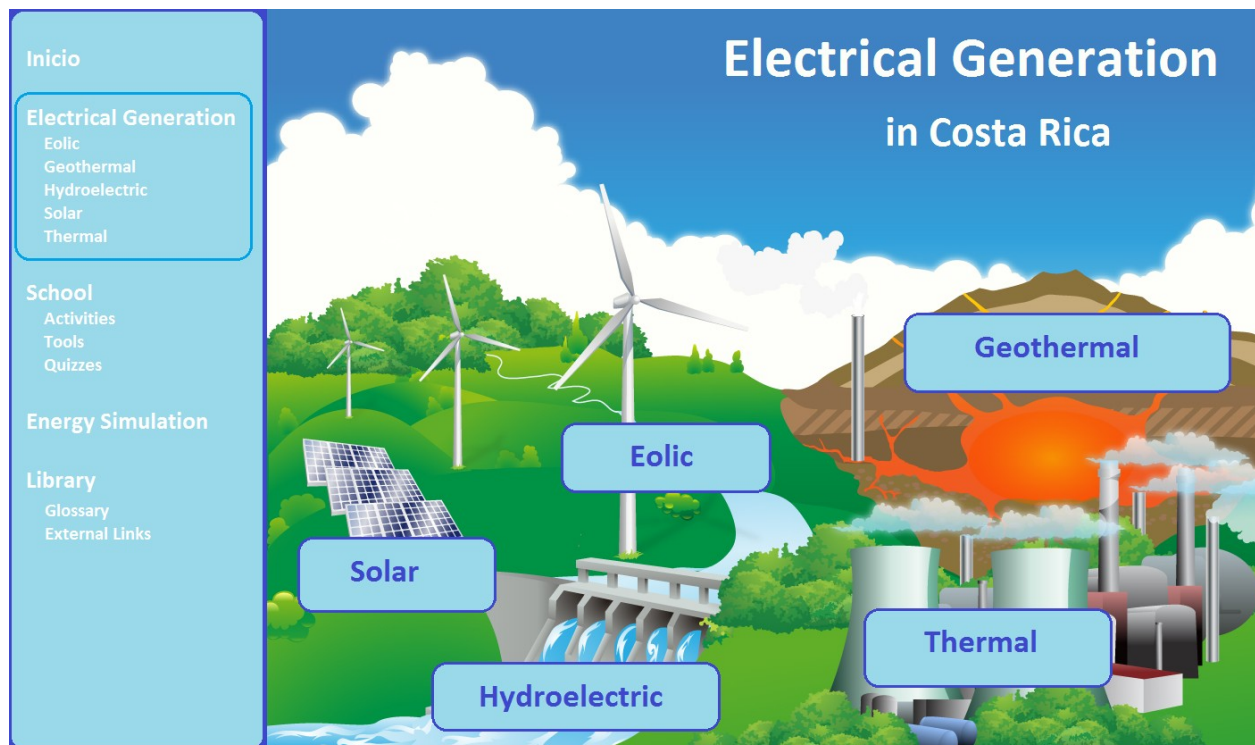 Inicio
Electrical Generation
Eolic
Geothermal
Hydroelectric
Solar
Thermal
School
Activities
Tools
Quizzes
Energy Simulation
Library
Glossary
External Links
Electrical Generation
in Costa Rica
Geothermal
Eolic
Solar
Thermal
Hydroelectric